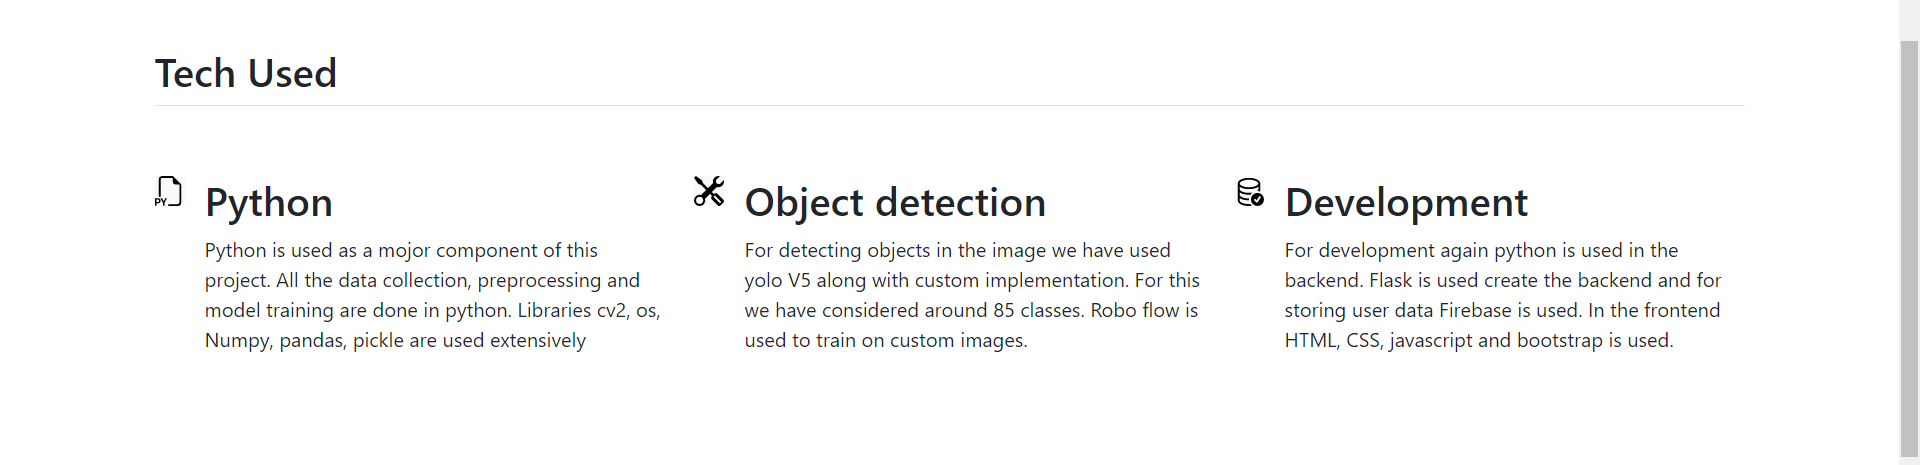 Tech Used
PY
Python
Python is used as a mojor component of this
project. All the data collection, preprocessing and
model training are done in python. Libraries cv2, os,
Numpy, pandas, pickle are used extensively
Object detection
For detecting objects in the image we have used
yolo V5 along with custom implementation. For this
we have considered around 85 classes. Robo flow is
used to train on custom images.
Development
For development again python is used in the
backend. Flask is used create the backend and for
storing user data Firebase is used. In the frontend
HTML, CSS, javascript and bootstrap is used.